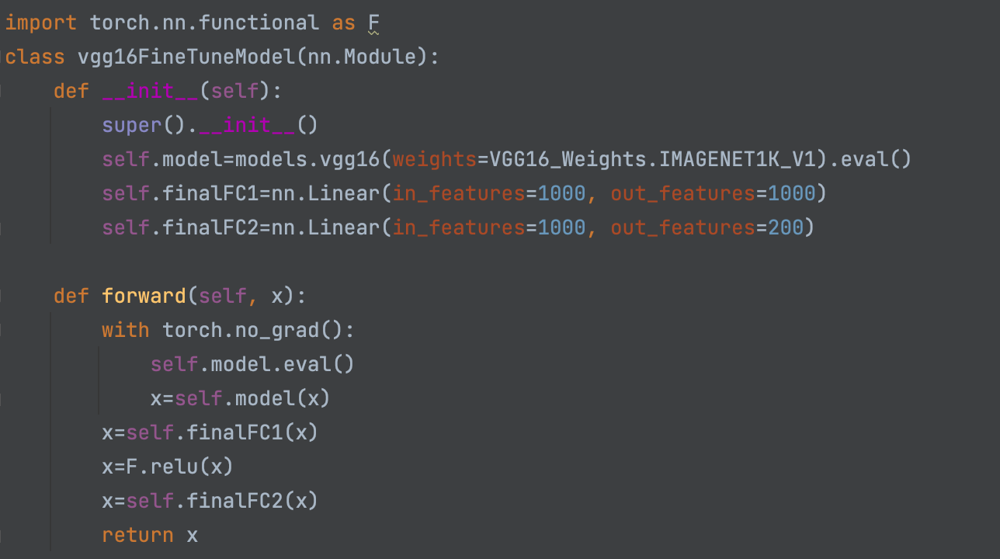 import torch.nn.functional as F
class vgg16FineTuneModel(nn.Module):
    def __init__(self):
        super().__init__()
        self.model=models.vgg16(weights=VGG16_Weights.IMAGENET1K_V1).eval()
        self.finalFC1=nn.Linear(in_features=1000, out_features=1000)
        self.finalFC2=nn.Linear(in_features=1000, out_features=200)

    def forward(self, x):
        with torch.no_grad():
            self.model.eval()
            x=self.model(x)
        x=self.finalFC1(x)
        x=F.relu(x)
        x=self.finalFC2(x)
        return x